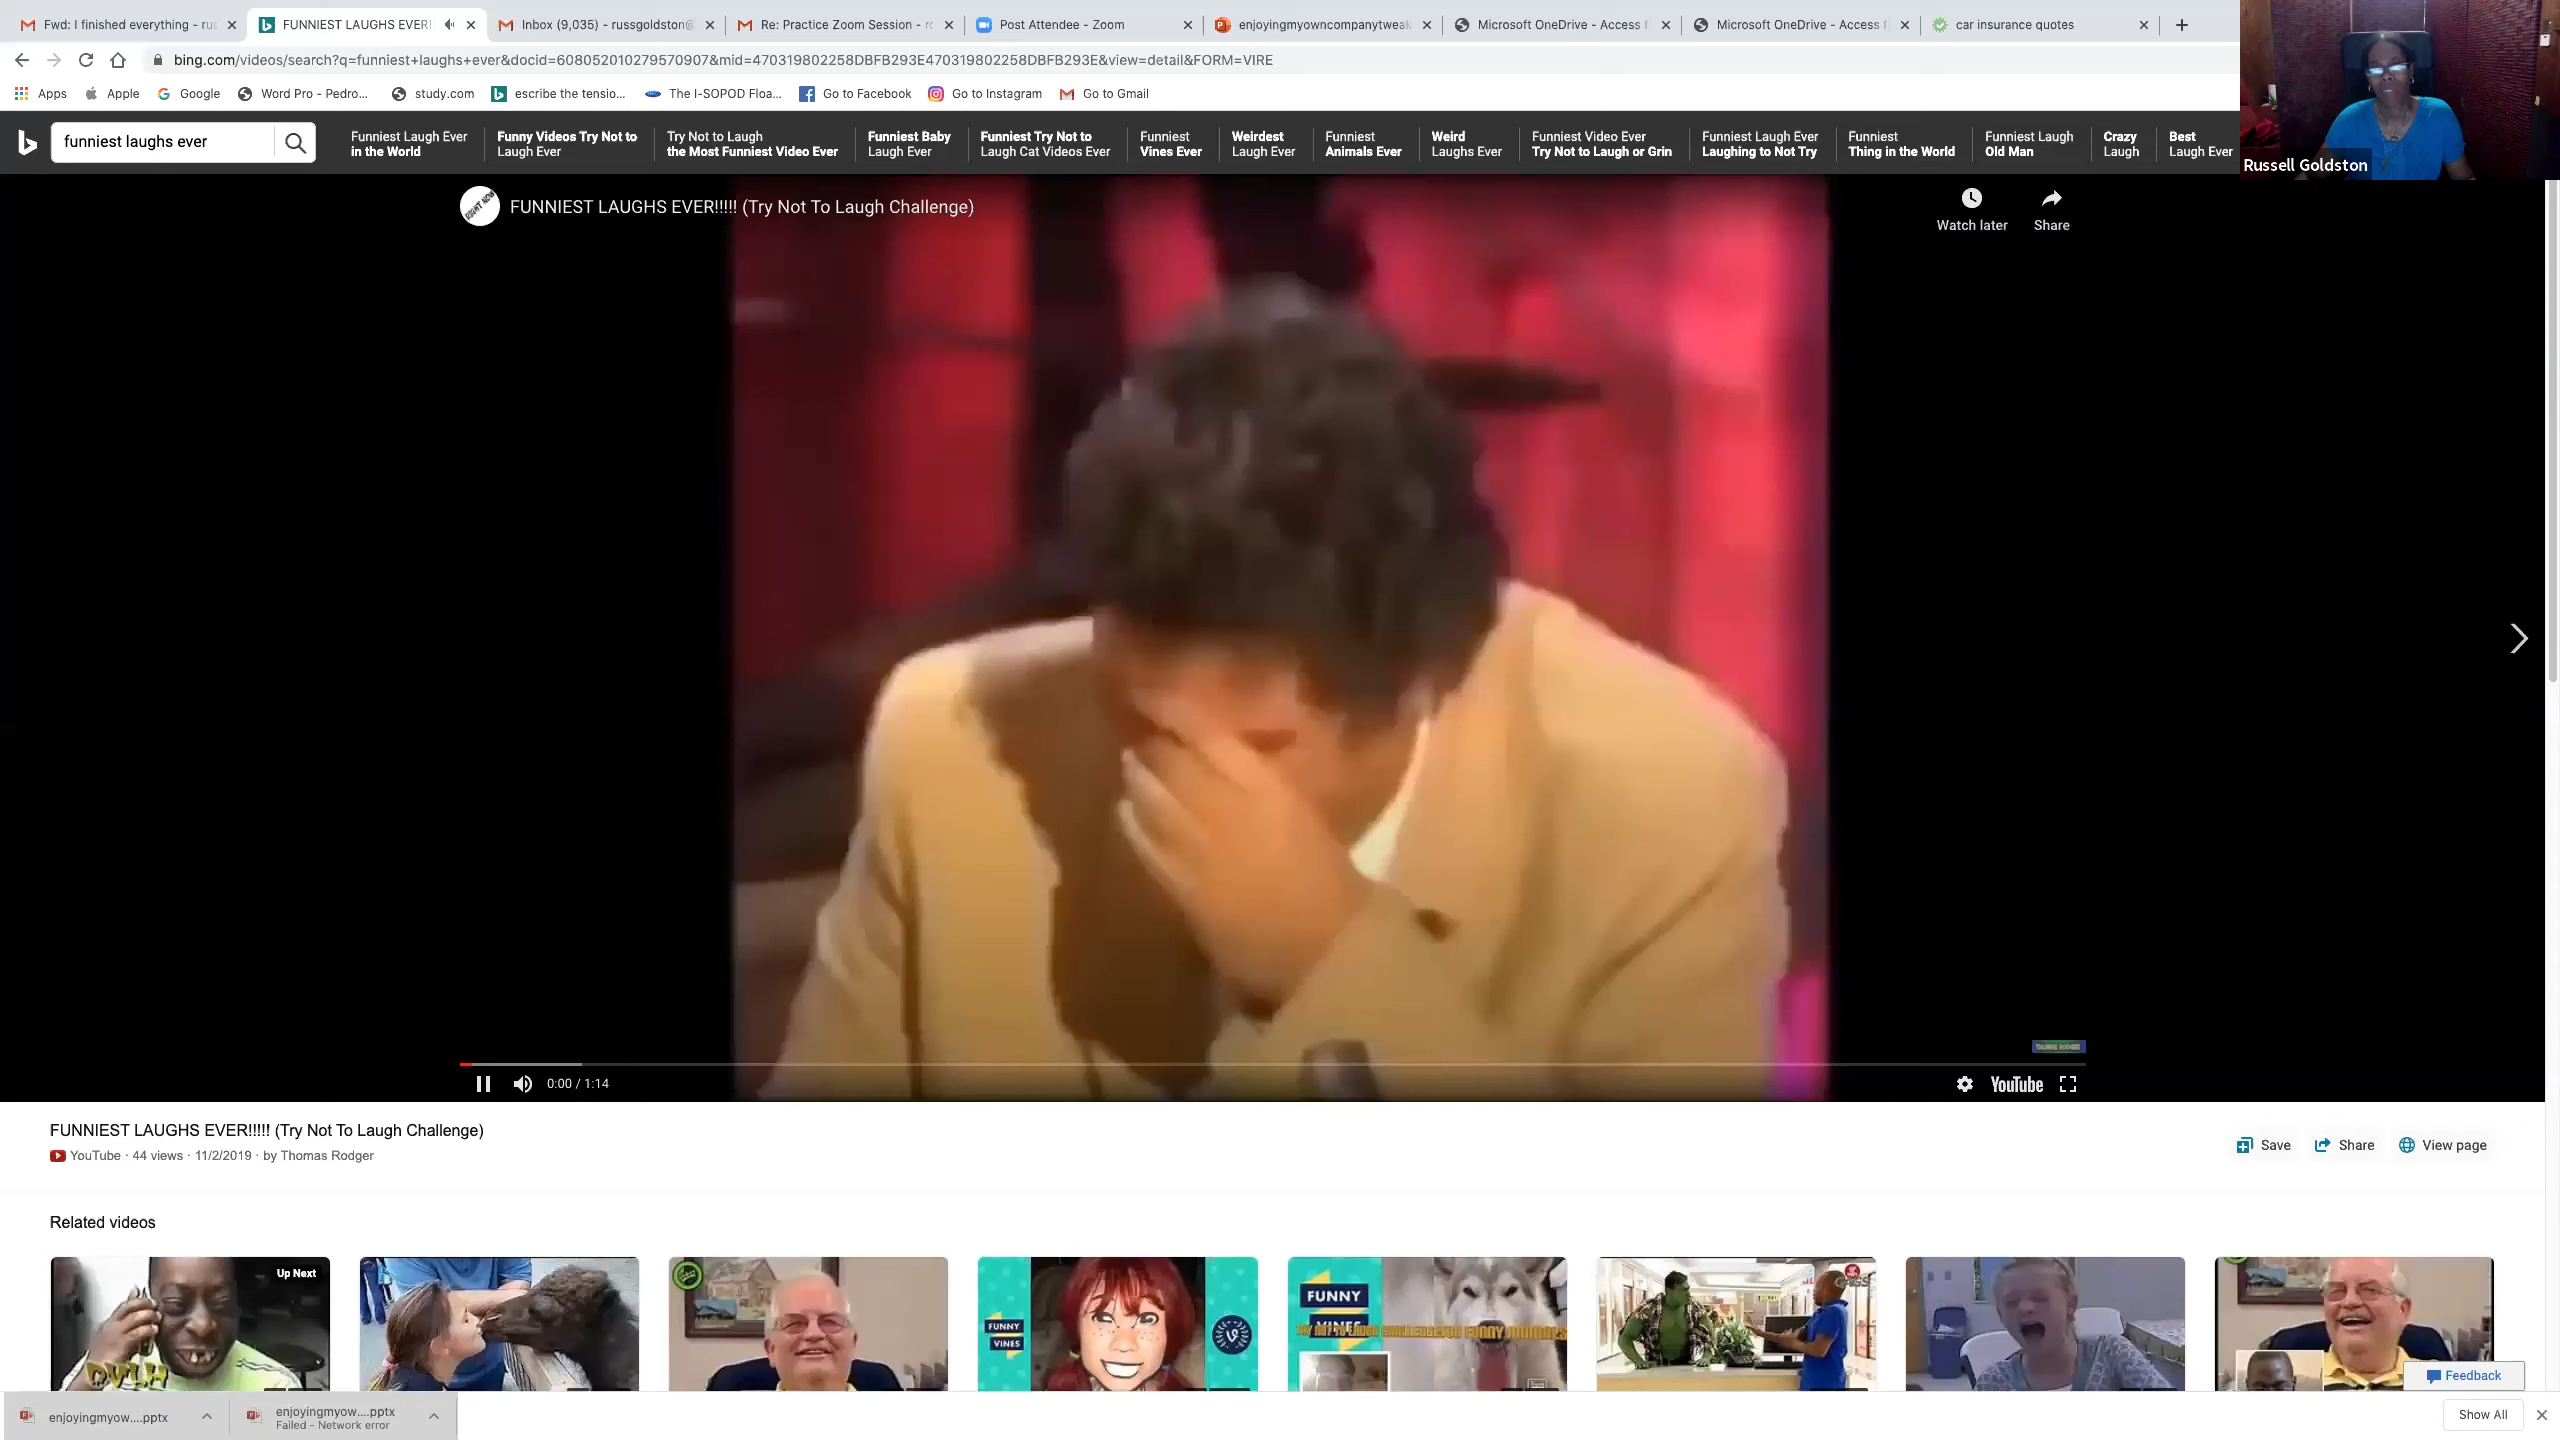 Fwd: I finished everything - rus
FUNNIEST LAUGHS EVER!
Inbox (9,035) - russgoldston@
Re: Practice Zoom Session - ro
Post Attendee - Zoom
enjoyingmyowncompanytweak
Microsoft OneDrive - Access f
Microsoft OneDrive - Access f
car insurance quotes
bing.com/videos/search?q=funniest+laughs+ever&docid=608052010279570907&mid=470319802258DBFB293E470319802258DBFB293E&view=detail&FORM=VIRE
Apps
Apple
Google
Word Pro - Pedro...
study.com
escribe the tensio...
The I-SOPOD Floa...
Go to Facebook
Go to Instagram
Go to Gmail
funniest laughs ever
Funniest Laugh Ever
in the World
Funny Videos Try Not to
Laugh Ever
Try Not to Laugh
the Most Funniest Video Ever
Funniest Baby
Laugh Ever
Funniest Try Not to
Laugh Cat Videos Ever
Funniest
Vines Ever
Weirdest
Laugh Ever
Funniest
Animals Ever
Weird
Laughs Ever
Funniest Video Ever
Try Not to Laugh or Grin
Funniest Laugh Ever
Laughing to Not Try
Funniest
Thing in the World
Funniest Laugh
Old Man
Crazy
Laugh
Best
Laugh Ever
Russell Goldston
RIGHT NOW
FUNNIEST LAUGHS EVER!!!!! (Try Not To Laugh Challenge)
Watch later
Share
THOMAS RODGER
0:00 / 1:14
YouTube
FUNNIEST LAUGHS EVER!!!!! (Try Not To Laugh Challenge)
YouTube · 44 views · 11/2/2019 · by Thomas Rodger
Save
Share
View page
Related videos
Up Next
FUNNY
VINES
FUNNY
VINES
GAGS
Feedback
enjoyingmyow....pptx
enjoyingmyow....pptx
Failed - Network error
Show All